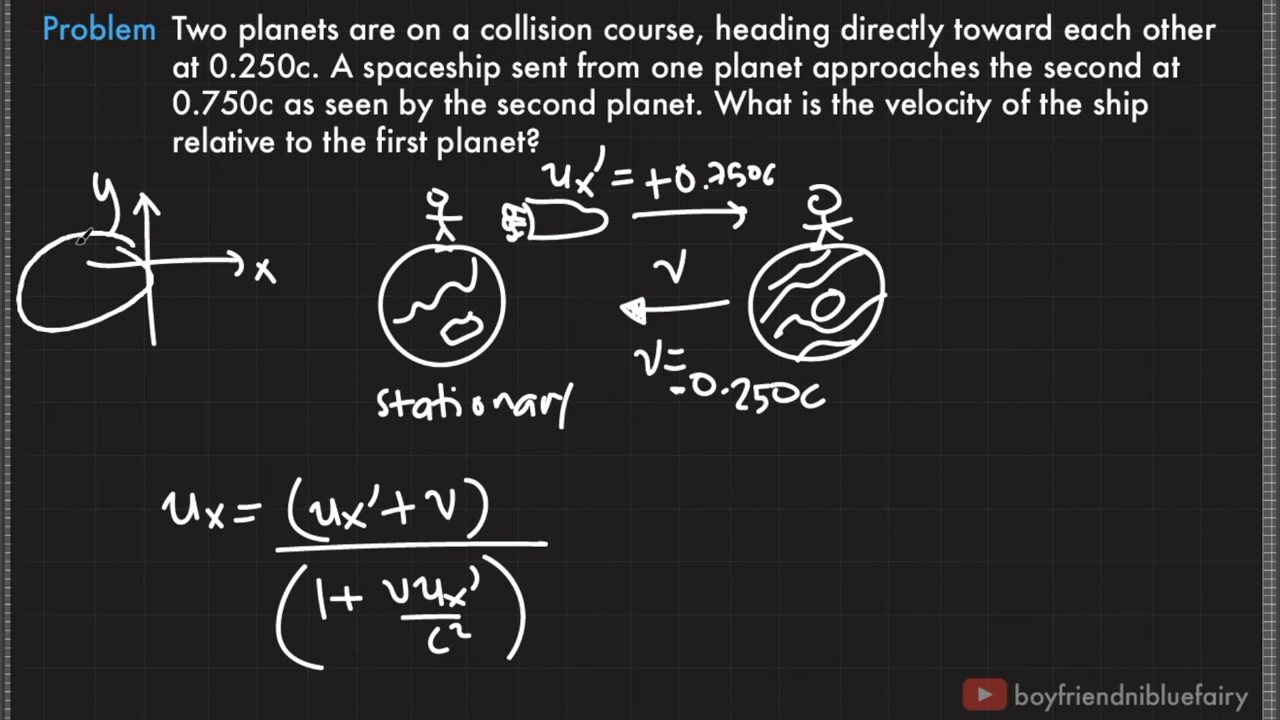 Problem Two planets are on a collision course, heading directly toward each other
at 0.250c. A spaceship sent from one planet approaches the second at
0.750c as seen by the second planet. What is the velocity of the ship
relative to the first planet?
ux' = +0.750c
y
x
v
v=
-0.250c
stationary
ux = (ux' + v)
(1 + vux'
c²)
boyfriendnibluefairy